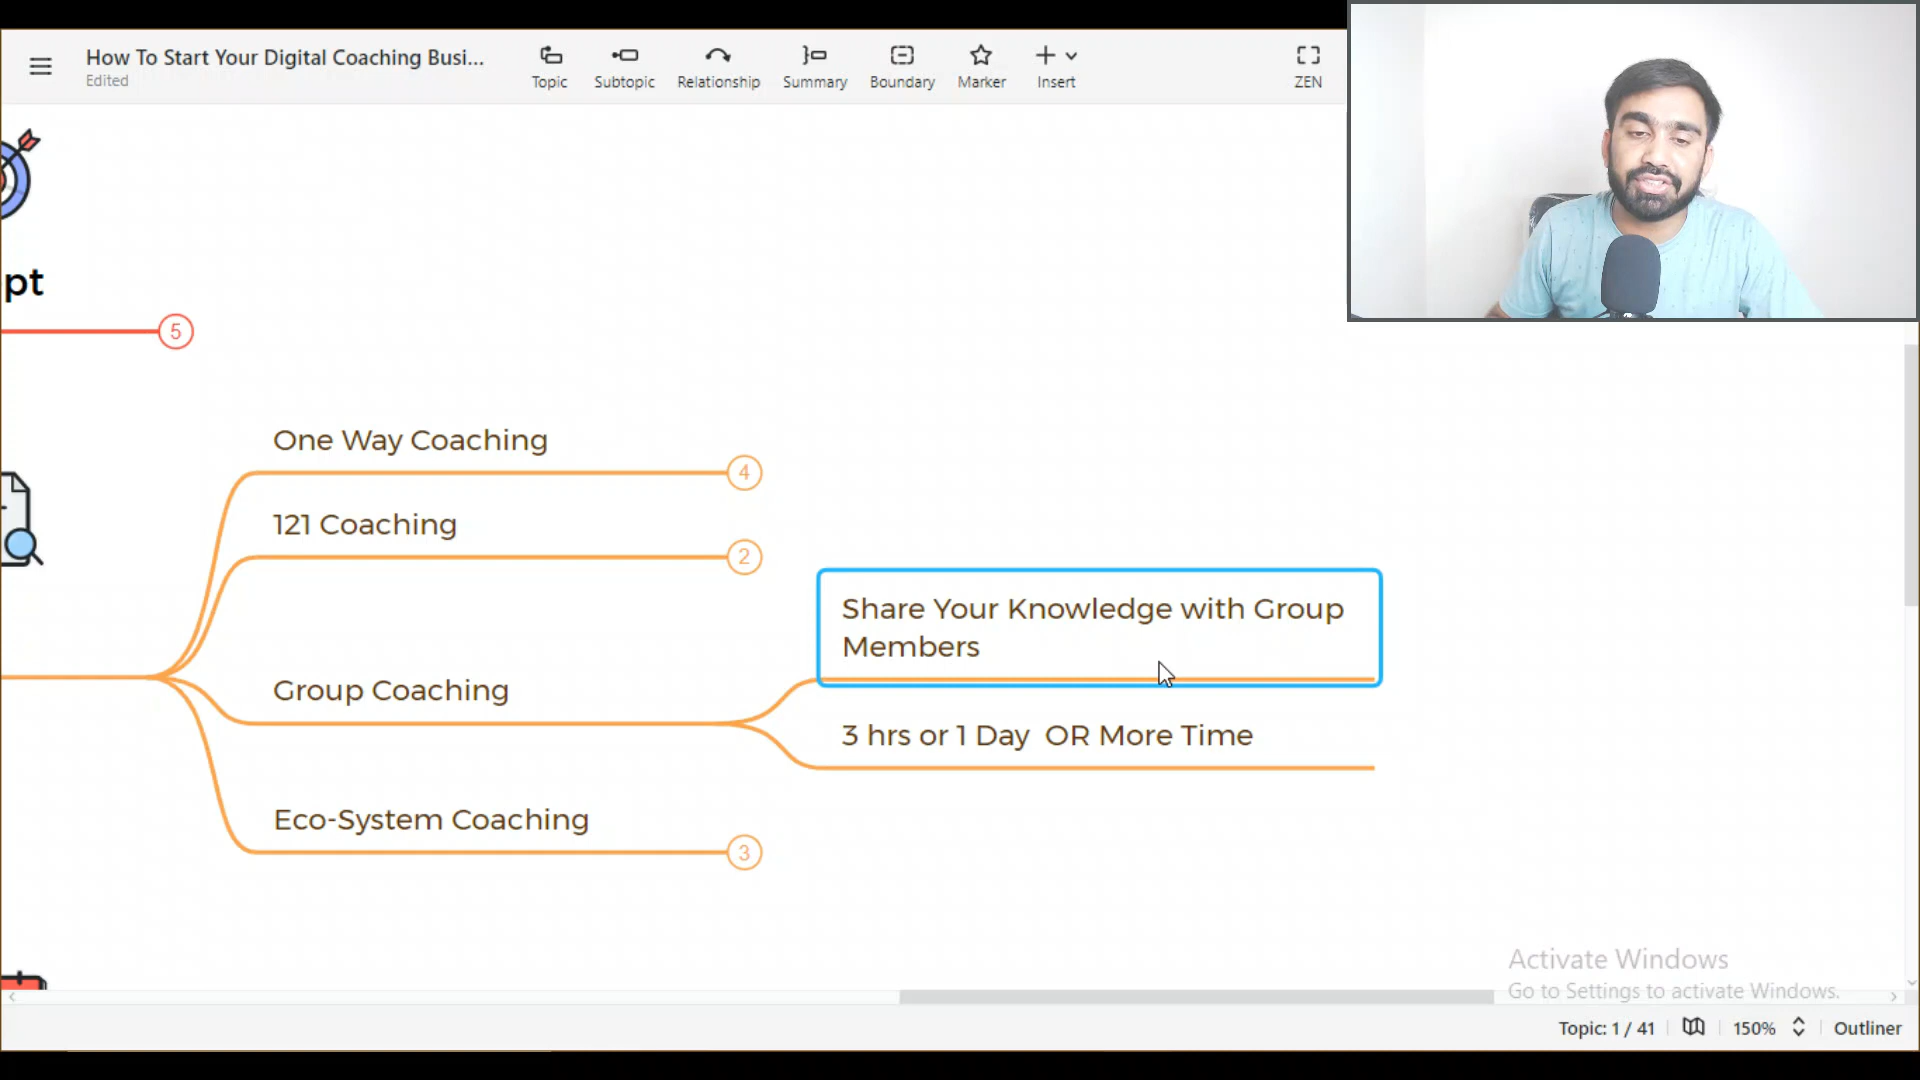 How To Start Your Digital Coaching Busi...
Edited
Topic
Subtopic
Relationship
Summary
Boundary
Marker
Insert
ZEN
pt
5
One Way Coaching
4
121 Coaching
2
Share Your Knowledge with Group
Members
Group Coaching
3 hrs or 1 Day  OR More Time
Eco-System Coaching
3
Activate Windows
Go to Settings to activate Windows.
Topic: 1 / 41
150%
Outliner